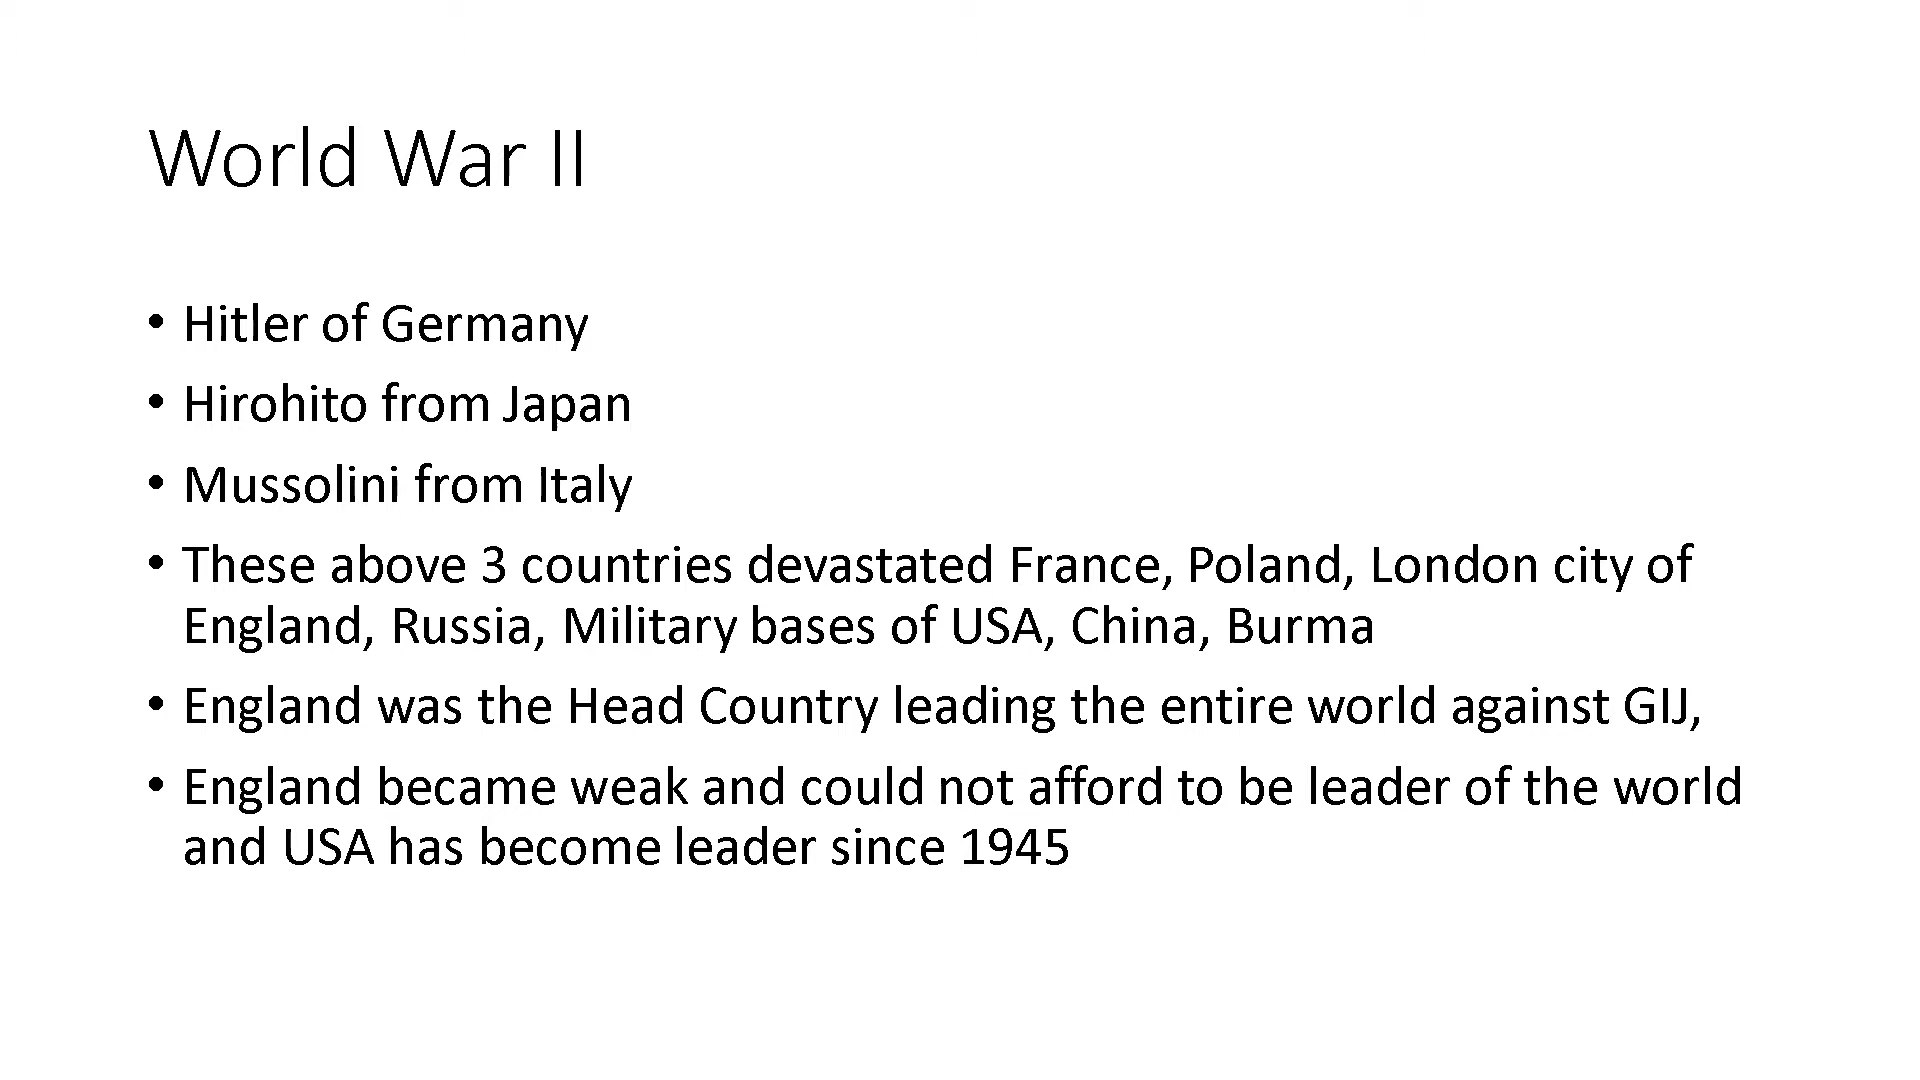 World War II
• Hitler of Germany
• Hirohito from Japan
• Mussolini from Italy
• These above 3 countries devastated France, Poland, London city of
England, Russia, Military bases of USA, China, Burma
• England was the Head Country leading the entire world against GIJ,
• England became weak and could not afford to be leader of the world
and USA has become leader since 1945